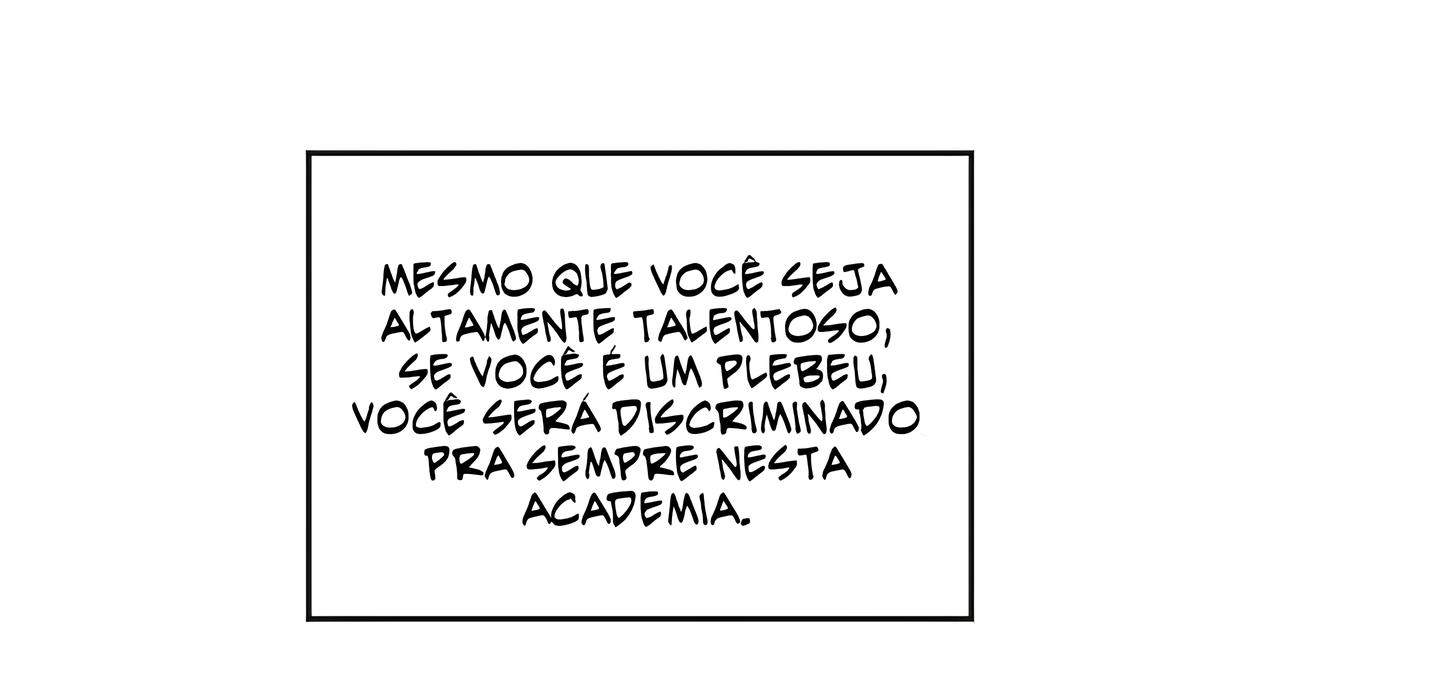 MESMO QUE VOCÊ SEJA
ALTAMENTE TALENTOSO,
SE VOCÊ É UM PLEBEU,
VOCÊ SERÁ DISCRIMINADO
PRA SEMPRE NESTA
ACADEMIA.